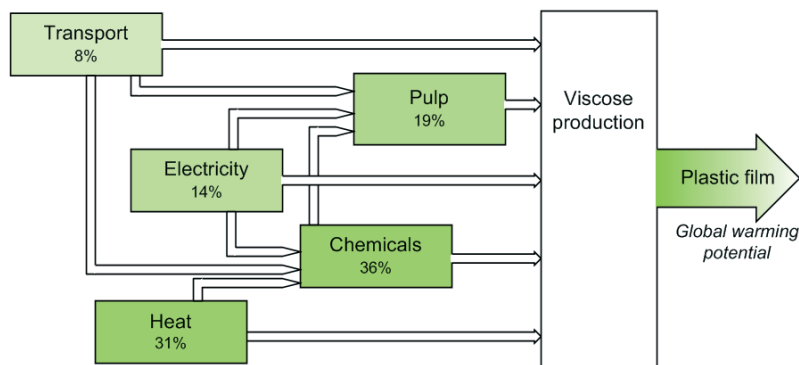 Transport
8%
Pulp
19%
Viscose
production
Electricity
14%
Plastic film
Global warming
potential
Chemicals
36%
Heat
31%